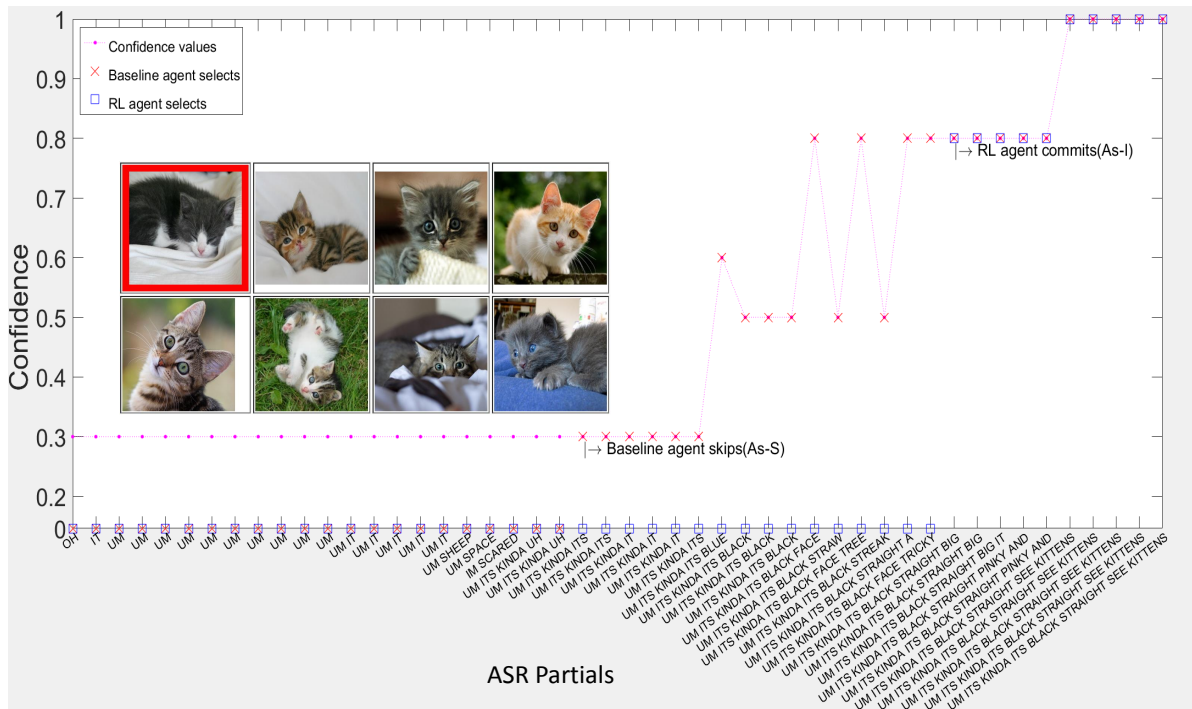 1
0.9
0.8
0.7
0.6
0.5
0.4
0.3
0.2
0
Confidence
Confidence values
Baseline agent selects
RL agent selects
|→ RL agent commits(As-I)
|→ Baseline agent skips(As-S)
OH
IT
UM
UM
UM
UM
UM
UM
UM
UM
UM
UM
UM IT
UM IT
UM IT
UM IT
UM IT
UM SHEEP
UM SPACE
IM SCARED
UM ITS KINDA UH
UM ITS KINDA UH
UM ITS KINDA ITS
UM ITS KINDA ITS
UM ITS KINDA IT
UM ITS KINDA IT
UM ITS KINDA IT
UM ITS KINDA ITS
UM ITS KINDA ITS BLUE
UM ITS KINDA ITS BLACK
UM ITS KINDA ITS BLACK
UM ITS KINDA ITS BLACK
UM ITS KINDA ITS BLACK FACE
UM ITS KINDA ITS BLACK STRAW
UM ITS KINDA ITS BLACK FACE TREE
UM ITS KINDA ITS BLACK STREAK
UM ITS KINDA ITS BLACK STRAIGHT A
UM ITS KINDA ITS BLACK FACE TRICKY
UM ITS KINDA ITS BLACK STRAIGHT BIG
UM ITS KINDA ITS BLACK STRAIGHT BIG
UM ITS KINDA ITS BLACK STRAIGHT BIG IT
UM ITS KINDA ITS BLACK STRAIGHT PINKY AND
UM ITS KINDA ITS BLACK STRAIGHT PINKY AND
UM ITS KINDA ITS BLACK STRAIGHT SEE KITTENS
UM ITS KINDA ITS BLACK STRAIGHT SEE KITTENS
UM ITS KINDA ITS BLACK STRAIGHT SEE KITTENS
UM ITS KINDA ITS BLACK STRAIGHT SEE KITTENS
UM ITS KINDA ITS BLACK STRAIGHT SEE KITTENS
ASR Partials